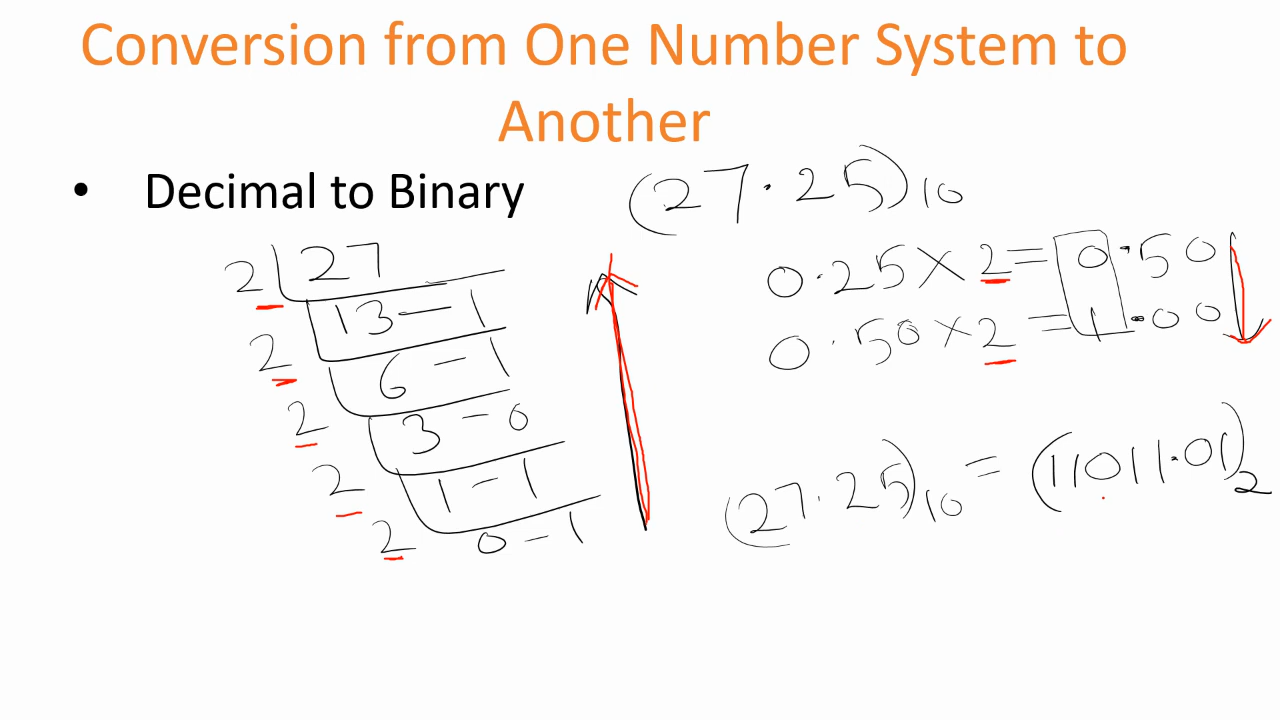 Conversion from One Number System to
Another
• Decimal to Binary
(27.25)10
2 27
2 13 - 1
2 6 - 1
2 3 - 0
2 1 - 1
0 - 1
0.25 × 2 = 0.50
0.50 × 2 = 1.00
(27.25)10 = (11011.01)2